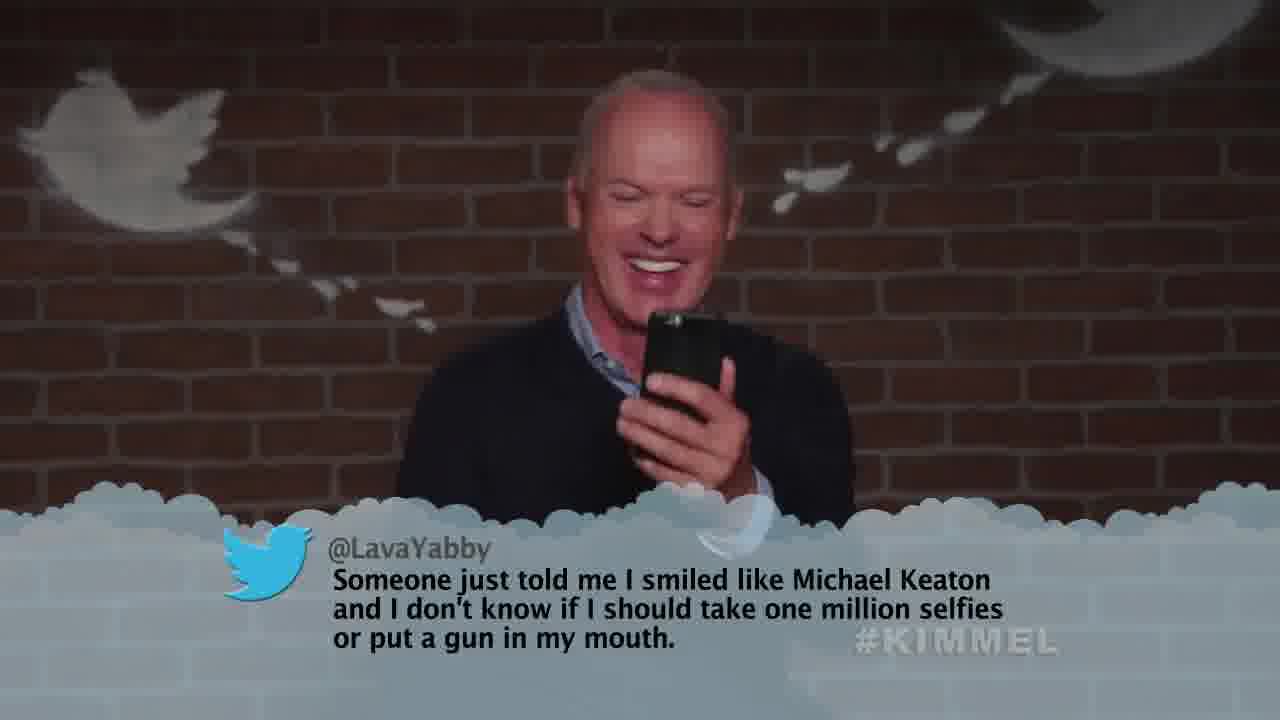 @LavaYabby
Someone just told me I smiled like Michael Keaton
and I don't know if I should take one million selfies
or put a gun in my mouth.
#KIMMEL